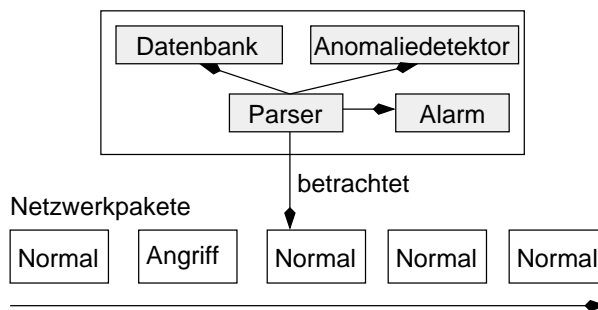 Datenbank
Anomaliedetektor
Parser
Alarm
betrachtet
Netzwerkpakete
Normal
Angriff
Normal
Normal
Normal